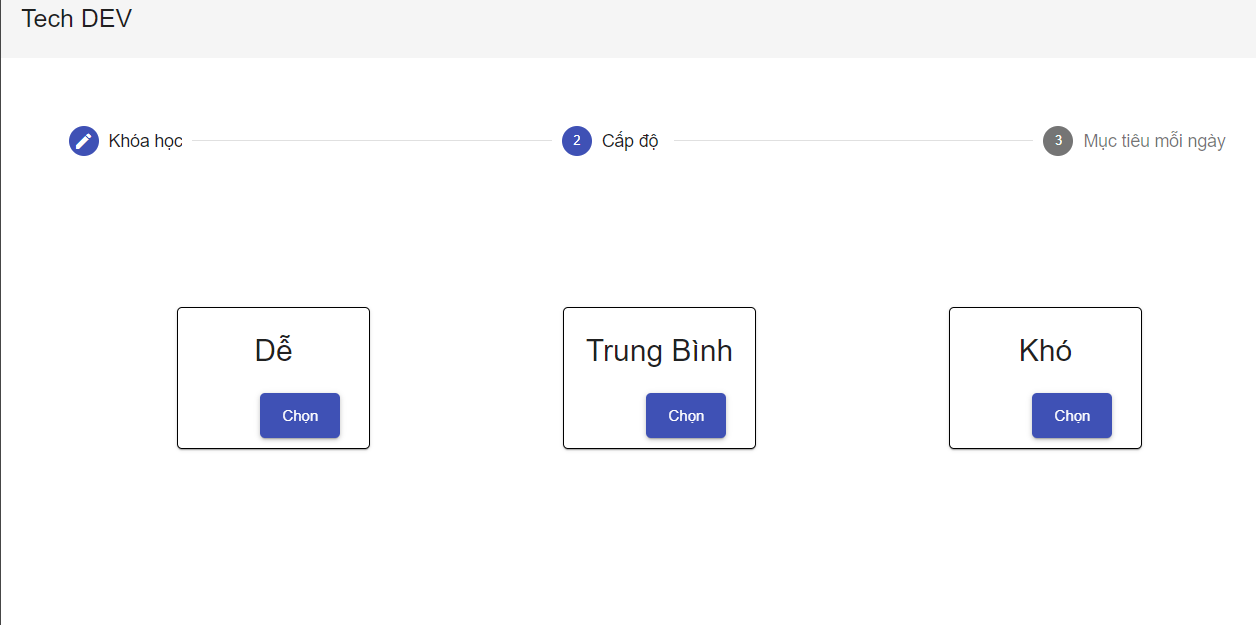 Tech DEV
Khóa học
2 Cấp độ
3 Mục tiêu mỗi ngày
Dễ
Trung Bình
Khó
Chọn
Chọn
Chọn